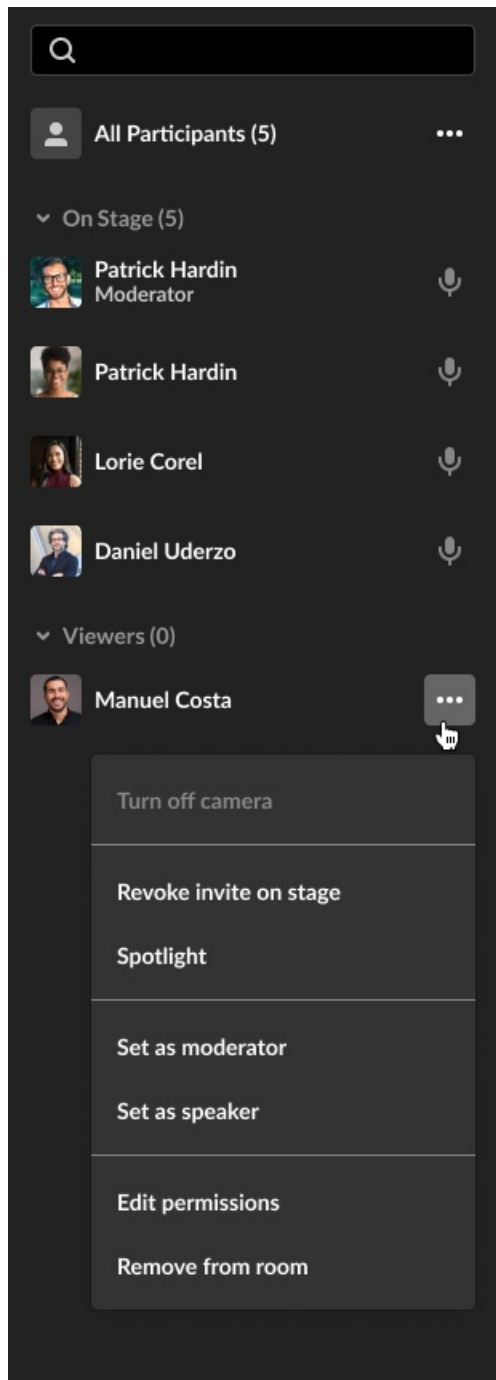 All Participants (5)
On Stage (5)
Patrick Hardin
Moderator
Patrick Hardin
Lorie Corel
Daniel Uderzo
Viewers (0)
Manuel Costa
Turn off camera
Revoke invite on stage
Spotlight
Set as moderator
Set as speaker
Edit permissions
Remove from room